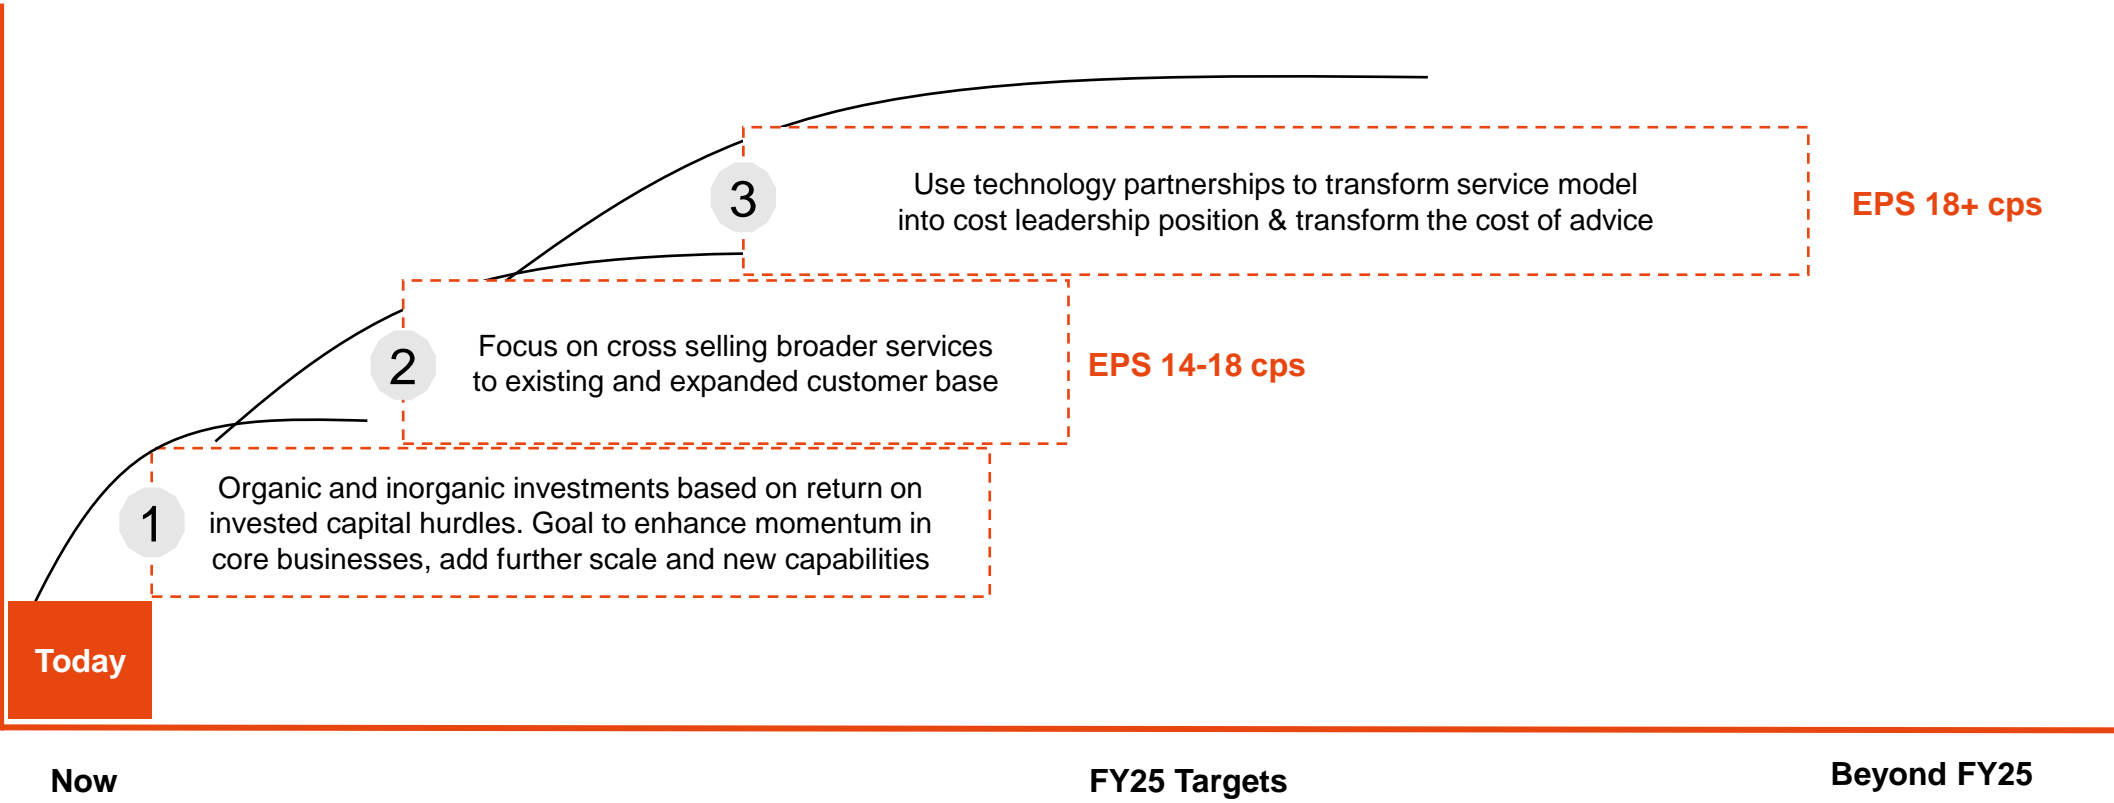 3
Use technology partnerships to transform service model
into cost leadership position & transform the cost of advice
EPS 18+ cps
2
Focus on cross selling broader services
to existing and expanded customer base
EPS 14-18 cps
1
Organic and inorganic investments based on return on
invested capital hurdles. Goal to enhance momentum in
core businesses, add further scale and new capabilities
Today
Now
FY25 Targets
Beyond FY25